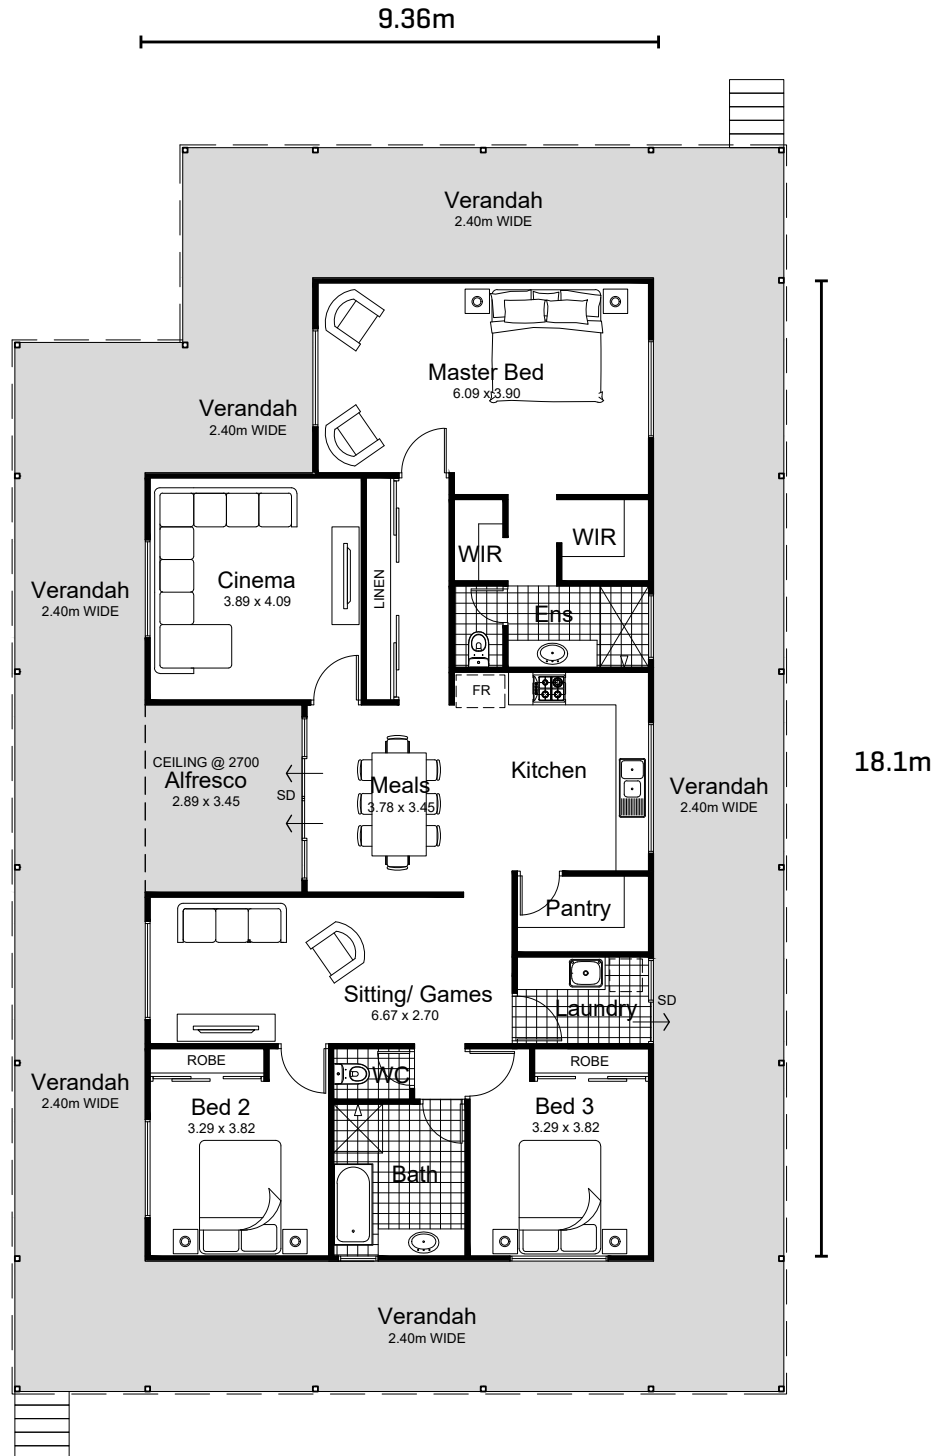 9.36m
Verandah
2.40m WIDE
Master Bed
6.09 x 3.90
Verandah
2.40m WIDE
WIR
WIR
Cinema
3.89 x 4.09
LINEN
Verandah
2.40m WIDE
Ens
FR
CEILING @ 2700
Alfresco
2.89 x 3.45
SD
Meals
3.78 x 3.45
Kitchen
Verandah
2.40m WIDE
18.1m
Pantry
Sitting/ Games
6.67 x 2.70
Laundry
SD
ROBE
WC
ROBE
Verandah
2.40m WIDE
Bed 2
3.29 x 3.82
Bed 3
3.29 x 3.82
Bath
Verandah
2.40m WIDE